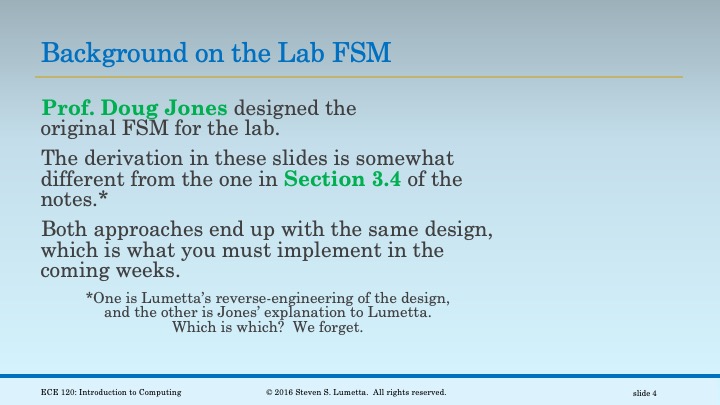 Background on the Lab FSM
Prof. Doug Jones designed the
original FSM for the lab.
The derivation in these slides is somewhat
different from the one in Section 3.4 of the
notes.*
Both approaches end up with the same design,
which is what you must implement in the
coming weeks.
*One is Lumetta’s reverse-engineering of the design,
and the other is Jones’ explanation to Lumetta.
Which is which?  We forget.
ECE 120: Introduction to Computing
© 2016 Steven S. Lumetta.  All rights reserved.
slide 4